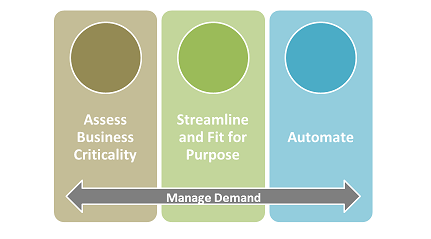 Assess
Business
Criticality
Streamline
and Fit for
Purpose
Automate
Manage Demand